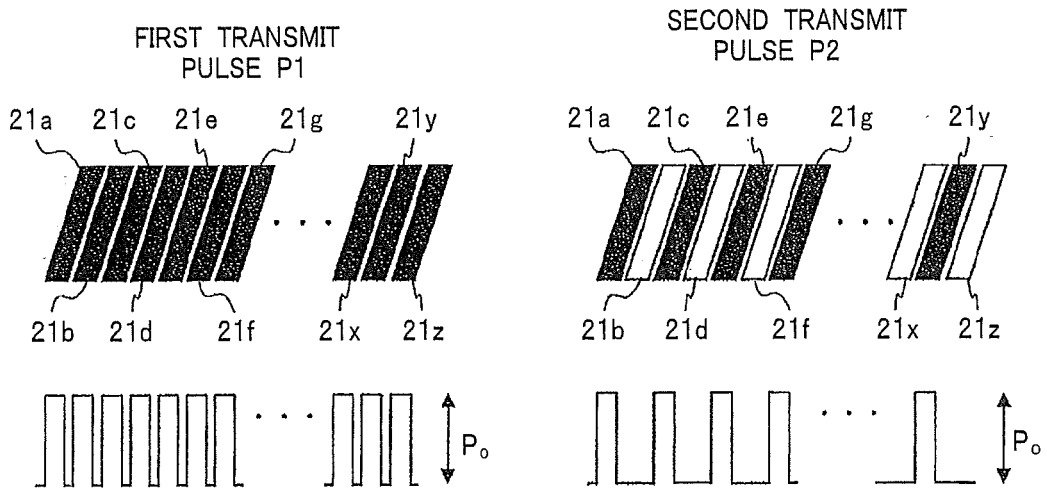 FIRST TRANSMIT
PULSE P1
21a 21c 21e 21g 21y
21b 21d 21f 21x 21z
Po
SECOND TRANSMIT
PULSE P2
21a 21c 21e 21g 21y
21b 21d 21f 21x 21z
Po